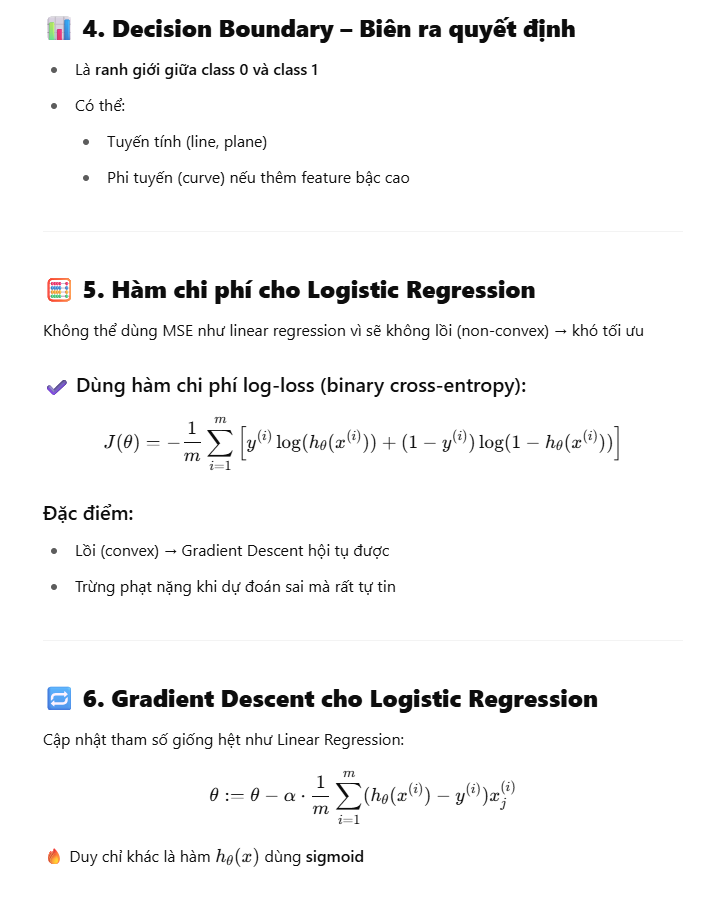 📊 4. Decision Boundary – Biên ra quyết định
• Là ranh giới giữa class 0 và class 1
• Có thể:
• Tuyến tính (line, plane)
• Phi tuyến (curve) nếu thêm feature bậc cao
🧮 5. Hàm chi phí cho Logistic Regression
Không thể dùng MSE như linear regression vì sẽ không lồi (non-convex) → khó tối ưu
✔ Dùng hàm chi phí log-loss (binary cross-entropy):
J(θ) = −\frac{1}{m} \sum_{i=1}^{m} [y^{(i)} log(h_θ(x^{(i)})) + (1 − y^{(i)}) log(1 − h_θ(x^{(i)}))]
Đặc điểm:
• Lồi (convex) → Gradient Descent hội tụ được
• Trừng phạt nặng khi dự đoán sai mà rất tự tin
🔁 6. Gradient Descent cho Logistic Regression
Cập nhật tham số giống hệt như Linear Regression:
θ := θ − α · \frac{1}{m} \sum_{i=1}^{m} (h_θ(x^{(i)}) − y^{(i)})x_j^{(i)}
🔥 Duy chỉ khác là hàm h_θ(x) dùng sigmoid